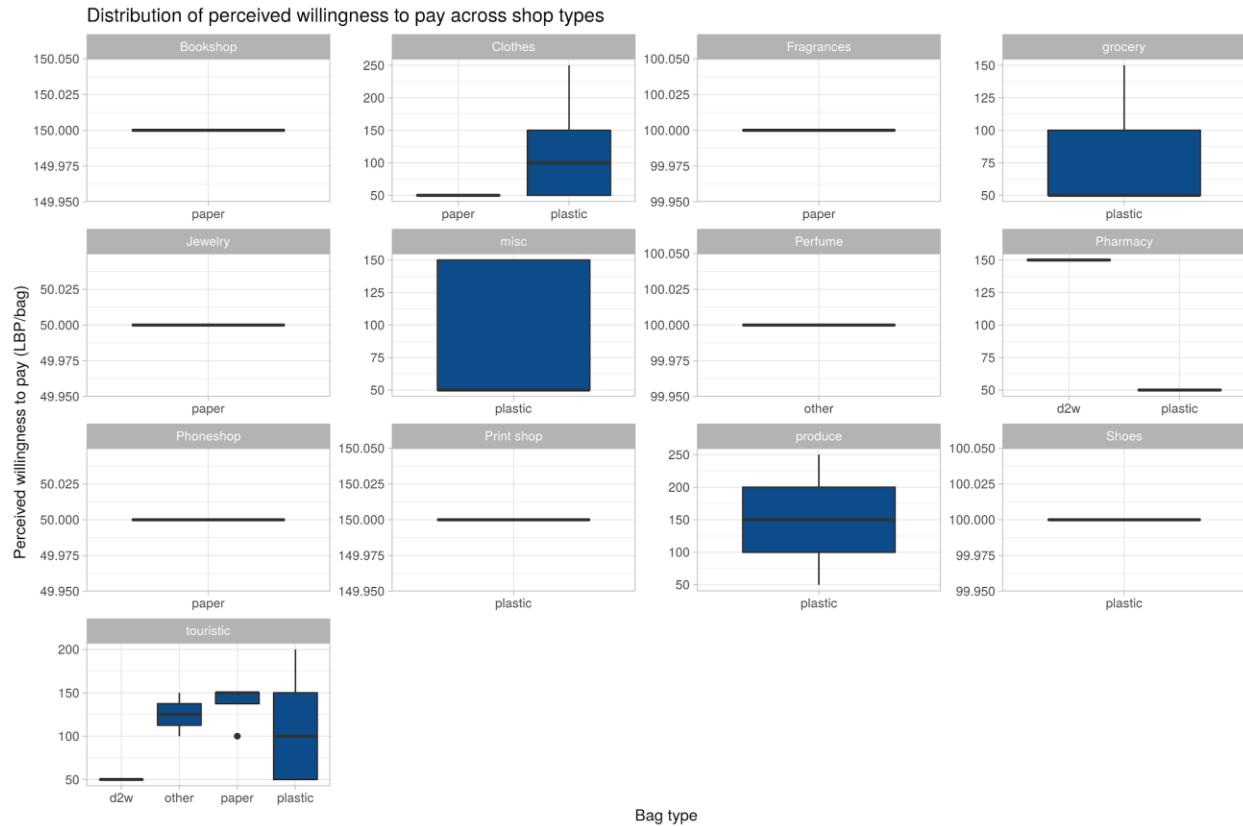 Distribution of perceived willingness to pay across shop types
Perceived willingness to pay (LBP/bag)
Bookshop
150.050
150.025
150.000
149.975
149.950
paper
Clothes
250
200
150
100
50
paper plastic
Fragrances
100.050
100.025
100.000
99.975
99.950
paper
grocery
150
125
100
75
50
plastic
Jewelry
50.025
50.000
49.975
49.950
paper
misc
150
125
100
75
50
plastic
Perfume
100.050
100.025
100.000
99.975
99.950
other
Pharmacy
150
125
100
75
50
d2w plastic
Phoneshop
50.025
50.000
49.975
49.950
paper
Print shop
150.050
150.025
150.000
149.975
149.950
plastic
produce
250
200
150
100
50
plastic
Shoes
100.050
100.025
100.000
99.975
99.950
plastic
touristic
200
150
100
50
d2w other paper plastic
Bag type